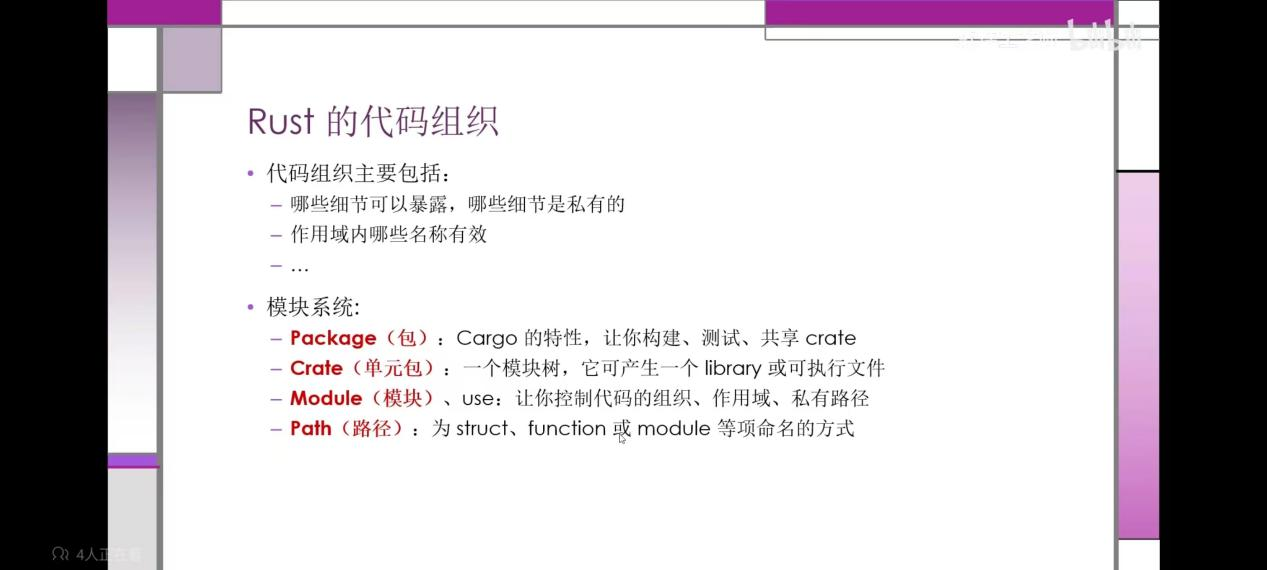 bilibili
Rust 的代码组织
• 代码组织主要包括：
– 哪些细节可以暴露，哪些细节是私有的
– 作用域内哪些名称有效
– …
• 模块系统:
– Package（包）：Cargo 的特性，让你构建、测试、共享 crate
– Crate（单元包）：一个模块树，它可产生一个 library 或可执行文件
– Module（模块）、use：让你控制代码的组织、作用域、私有路径
– Path（路径）：为 struct、function 或 module 等项命名的方式
4人正在看